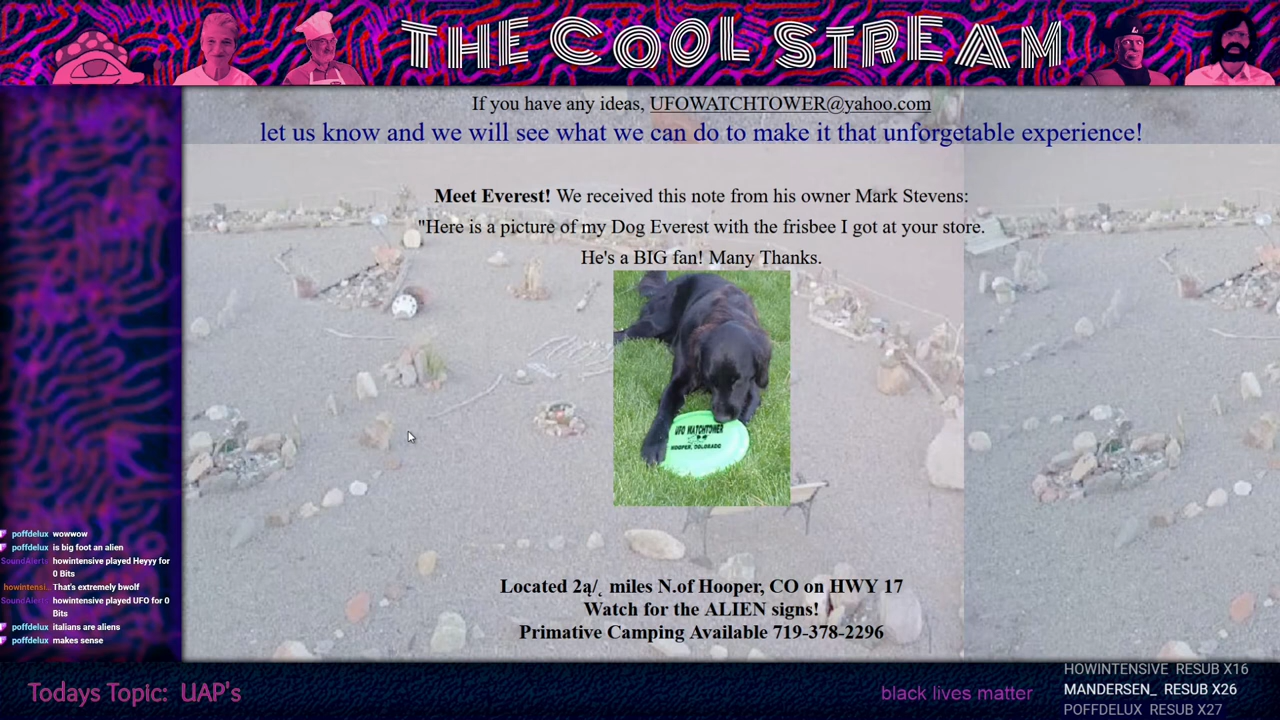 THE COOL STREAM
If you have any ideas, UFOWATCHTOWER@yahoo.com
let us know and we will see what we can do to make it that unforgetable experience!
Meet Everest! We received this note from his owner Mark Stevens:
"Here is a picture of my Dog Everest with the frisbee I got at your store.
He's a BIG fan! Many Thanks.
UFO WATCHTOWER
HOOPER, COLORADO
Located 2ą/¸ miles N.of Hooper, CO on HWY 17
Watch for the ALIEN signs!
Primative Camping Available 719-378-2296
poffdelux wowwow
poffdelux is big foot an alien
SoundAlerts howintensive played Heyyy for
0 Bits
howintensi... That's extremely bwolf
SoundAlerts howintensive played UFO for 0
Bits
poffdelux italians are aliens
poffdelux makes sense
Todays Topic: UAP's
black lives matter
HOWINTENSIVE RESUB X16
MANDERSEN_ RESUB X26
POFFDELUX RESUB X27